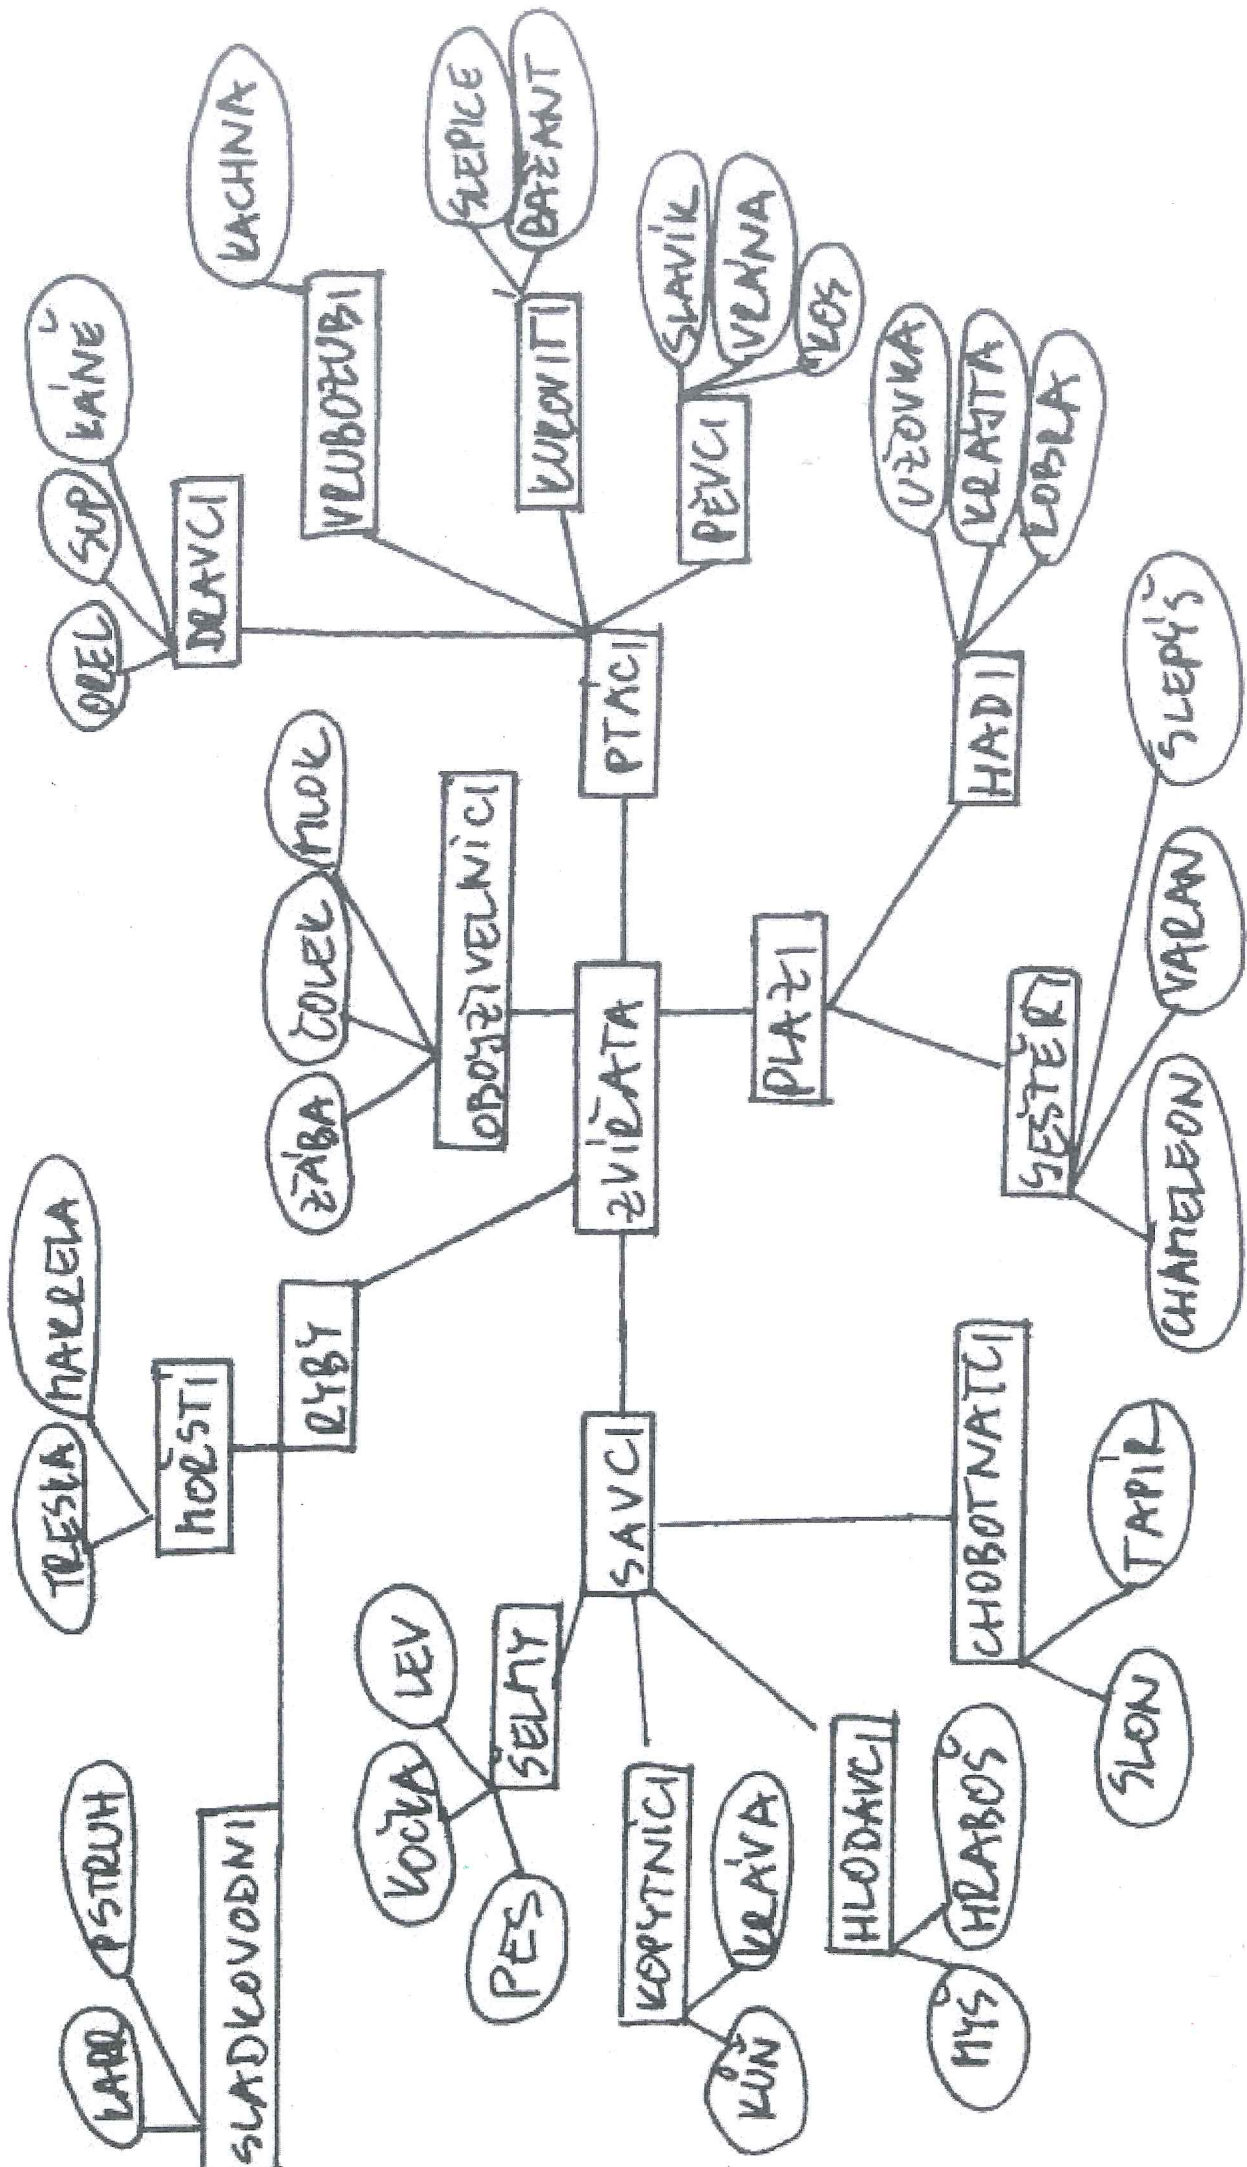 KAPR
PSTRUH
SLADKOVODNÍ
TRESKA
MAKRELA
MOŘSTÍ
RYBY
ŽÁBA
ČOLEK
MLOK
OBOJŽIVELNÍCI
OREL
SUP
KÁNĚ
DRAVCI
KACHNA
VRUBOZUBÍ
SLEPICE
BAŽANT
KUROVITÍ
SLAVÍK
VRÁNA
KOS
PĚVCI
PTÁCI
ZVÍŘATA
KOČKA
LEV
PES
ŠELMY
SAVCI
KOPYTNÍCI
KŮŇ
KRÁVA
HLODAVCI
MYŠ
HRABOŠ
CHOBOTNATCI
SLON
TAPÍR
PLAZI
JEŠTĚŘI
CHAMELEON
VARAN
SLEPÝŠ
HADI
UŽOVKA
KRAJTA
KOBRA